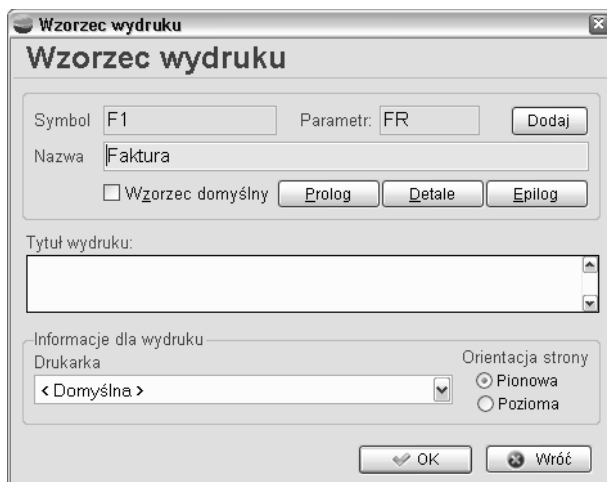 Wzorzec wydruku
Wzorzec wydruku
Symbol F1 Parametr: FR Dodaj
Nazwa Faktura
Wzorzec domyślny Prolog Detale Epilog
Tytuł wydruku:
Informacje dla wydruku
Drukarka Orientacja strony
< Domyślna > Pionowa
Pozioma
OK Wróć